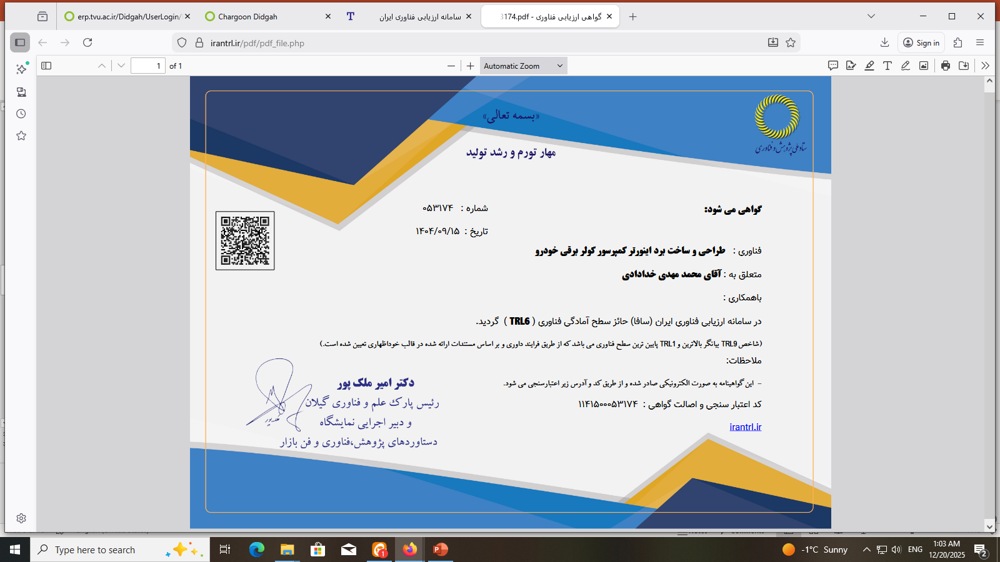 erp.tvu.ac.ir/Didgah/UserLogin/
Chargoon Didgah
سامانه ارزیابی فناوری ایران
گواهی ارزیابی فناوری - 3174.pdf
irantrl.ir/pdf/pdf_file.php
Sign in
1 of 1
Automatic Zoom
«بسمه تعالی»
ستاد ملی پژوهش و فناوری
مهار تورم و رشد تولید
گواهی می شود:
شماره : ۰۵۳۱۷۴
تاریخ : ۱۴۰۴/۰۹/۱۵
فناوری : طراحی و ساخت برد اینورتر کمپرسور کولر برقی خودرو
متعلق به : آقای محمد مهدی خدادادی
باهمکاری :
در سامانه ارزیابی فناوری ایران (سافا) حائز سطح آمادگی فناوری ( TRL6 ) گردید.
(شاخص TRL9 بیانگر بالاترین و TRL1 پایین ترین سطح فناوری می باشد که از طریق فرایند داوری و بر اساس مستندات ارائه شده در قالب خوداظهاری تعیین شده است.)
ملاحظات:
- این گواهینامه به صورت الکترونیکی صادر شده و از طریق کد و آدرس زیر اعتبارسنجی می شود.
کد اعتبار سنجی و اصالت گواهی : ۱۱۴۱۵۰۰۰۵۳۱۷۴
irantrl.ir
دکتر امیر ملک پور
رئیس پارک علم و فناوری گیلان
و دبیر اجرایی نمایشگاه
دستاوردهای پژوهش،فناوری و فن بازار
Type here to search
1
-1°C Sunny
ENG
1:03 AM
12/20/2025
2